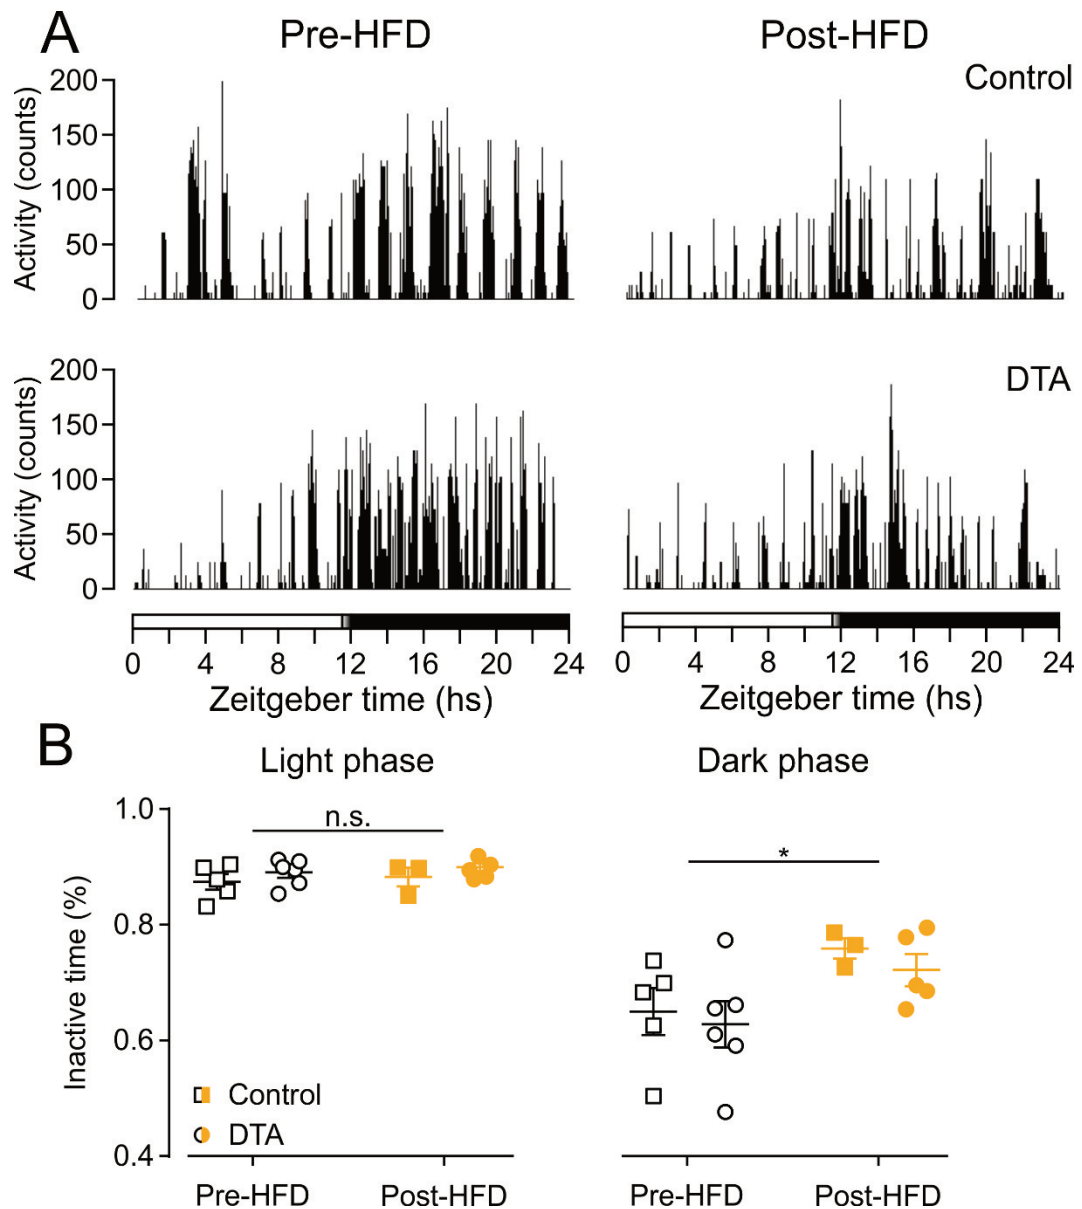 A
Pre-HFD
Post-HFD
Control
Activity (counts)
200
150
100
50
0
DTA
Activity (counts)
200
150
100
50
0
0 4 8 12 16 20 24
0 4 8 12 16 20 24
Zeitgeber time (hs)
Zeitgeber time (hs)
B
Light phase
Dark phase
Inactive time (%)
1.0
0.8
0.6
0.4
n.s.
*
Control
DTA
Pre-HFD
Post-HFD
Pre-HFD
Post-HFD